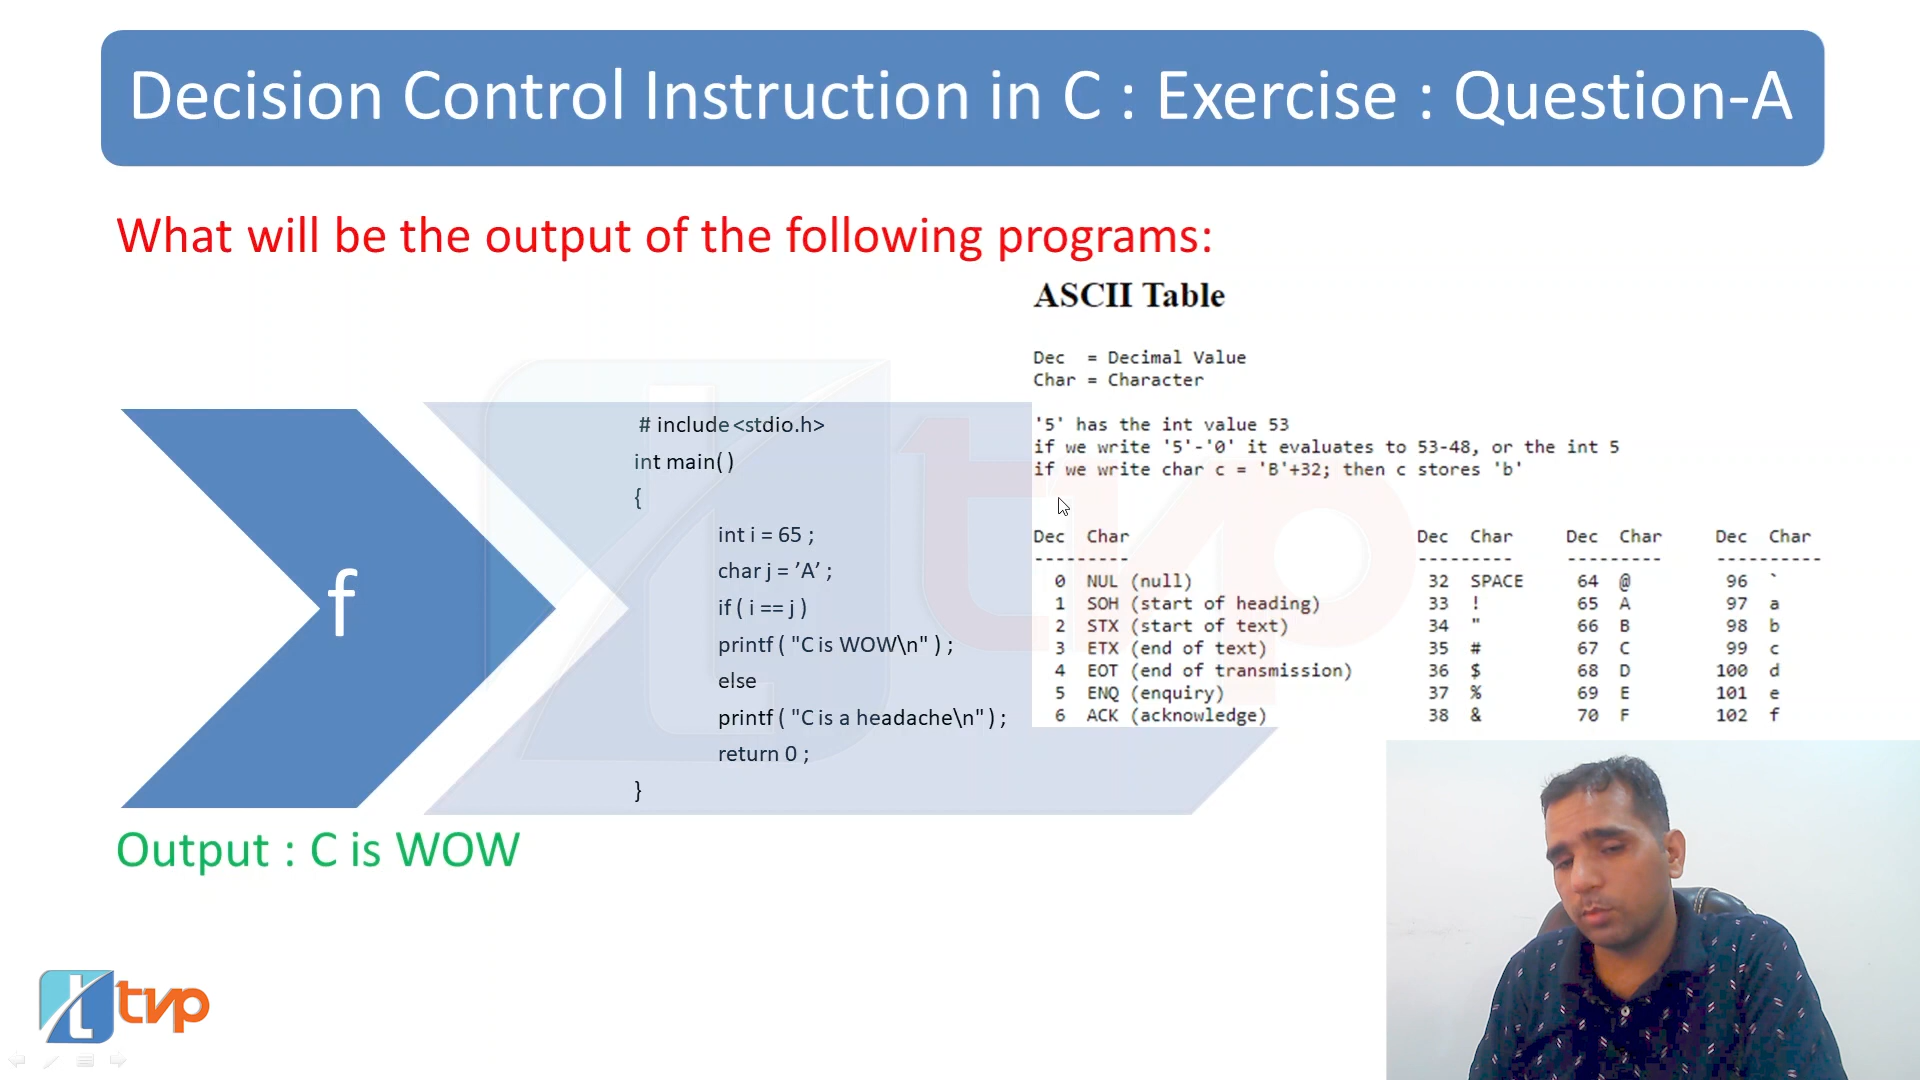 Decision Control Instruction in C : Exercise : Question-A
What will be the output of the following programs:
f
# include <stdio.h>
int main( )
{
int i = 65 ;
char j = ’A’ ;
if ( i == j )
printf ( "C is WOW\n" ) ;
else
printf ( "C is a headache\n" ) ;
return 0 ;
}
ASCII Table
Dec = Decimal Value
Char = Character
'5' has the int value 53
if we write '5'-'0' it evaluates to 53-48, or the int 5
if we write char c = 'B'+32; then c stores 'b'
Dec Char Dec Char Dec Char Dec Char
--------- --------- --------- ----------
0 NUL (null) 32 SPACE 64 @ 96 `
1 SOH (start of heading) 33 ! 65 A 97 a
2 STX (start of text) 34 " 66 B 98 b
3 ETX (end of text) 35 # 67 C 99 c
4 EOT (end of transmission) 36 $ 68 D 100 d
5 ENQ (enquiry) 37 % 69 E 101 e
6 ACK (acknowledge) 38 & 70 F 102 f
Output : C is WOW
t tvp